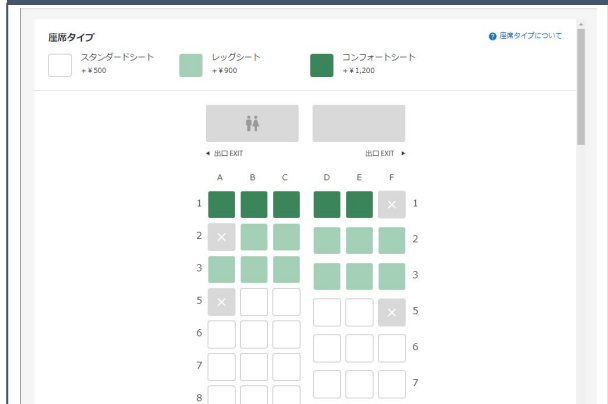 座席タイプ
座席タイプについて
スタンダードシート
+¥500
レッグシート
+¥900
コンフォートシート
+¥1,200
出口 EXIT
出口 EXIT
A B C D E F
1 1
2 2
3 3
5 5
6 6
7 7
8